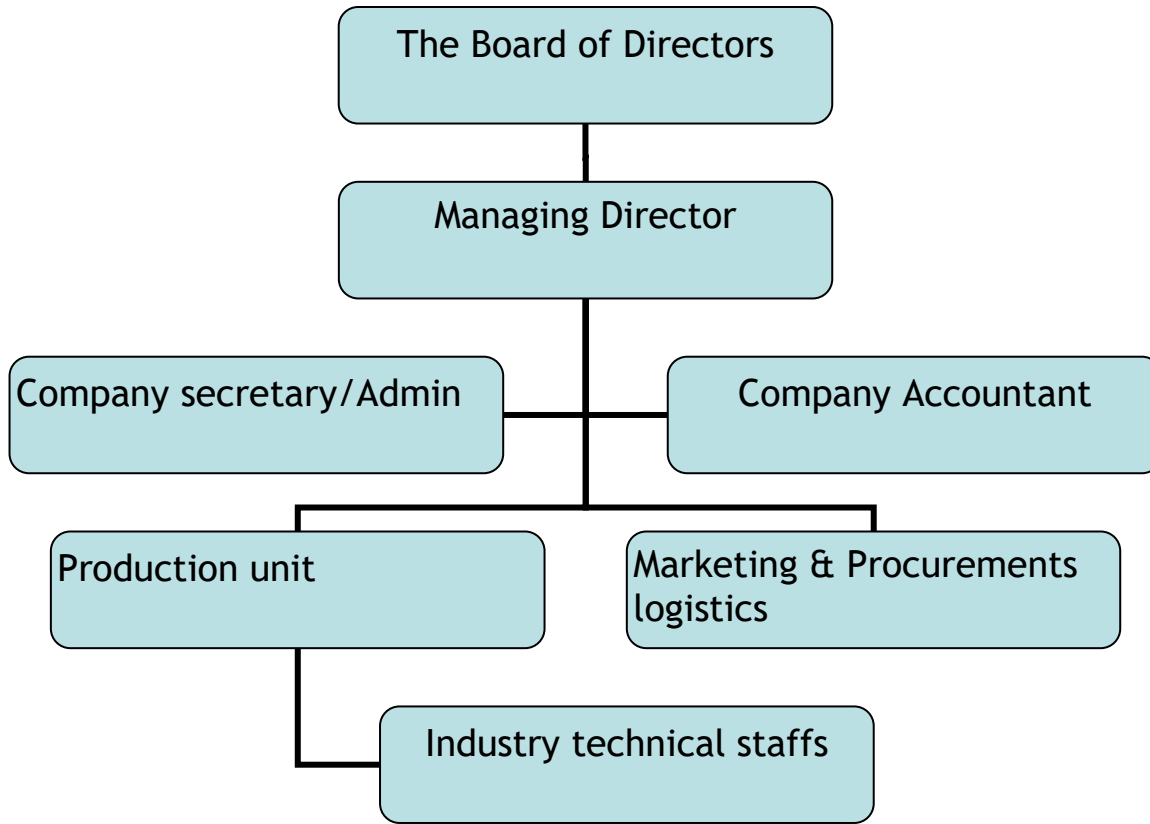 The Board of Directors
Managing Director
Company secretary/Admin
Company Accountant
Production unit
Marketing & Procurements
logistics
Industry technical staffs